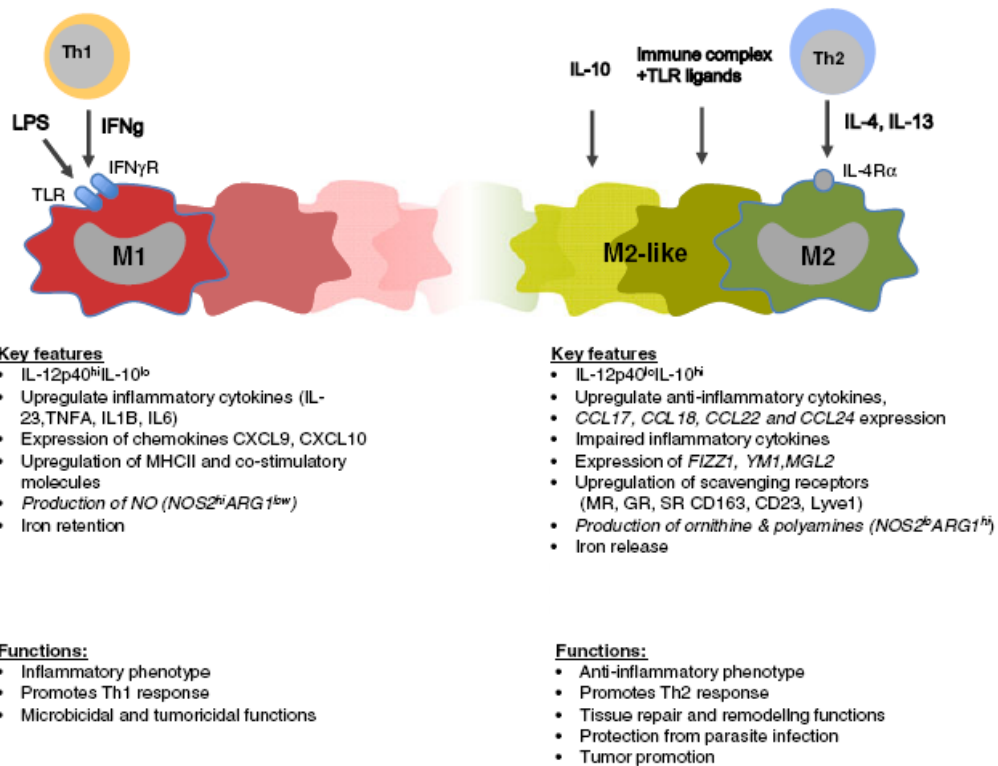 Th1
LPS
IFNg
IFNγR
TLR
M1
IL-10
Immune complex
+TLR ligands
Th2
IL-4, IL-13
IL-4Rα
M2-like
M2
Key features
• IL-12p40hiIL-10lo
• Upregulate inflammatory cytokines (IL-
23,TNFA, IL1B, IL6)
• Expression of chemokines CXCL9, CXCL10
• Upregulation of MHCII and co-stimulatory
molecules
• Production of NO (NOS2hiARG1low)
• Iron retention
Key features
• IL-12p40loIL-10hi
• Upregulate anti-inflammatory cytokines,
• CCL17, CCL18, CCL22 and CCL24 expression
• Impaired inflammatory cytokines
• Expression of FIZZ1, YM1,MGL2
• Upregulation of scavenging receptors
(MR, GR, SR CD163, CD23, Lyve1)
• Production of ornithine & polyamines (NOS2loARG1hi)
• Iron release
Functions:
• Inflammatory phenotype
• Promotes Th1 response
• Microbicidal and tumoricidal functions
Functions:
• Anti-inflammatory phenotype
• Promotes Th2 response
• Tissue repair and remodeling functions
• Protection from parasite infection
• Tumor promotion